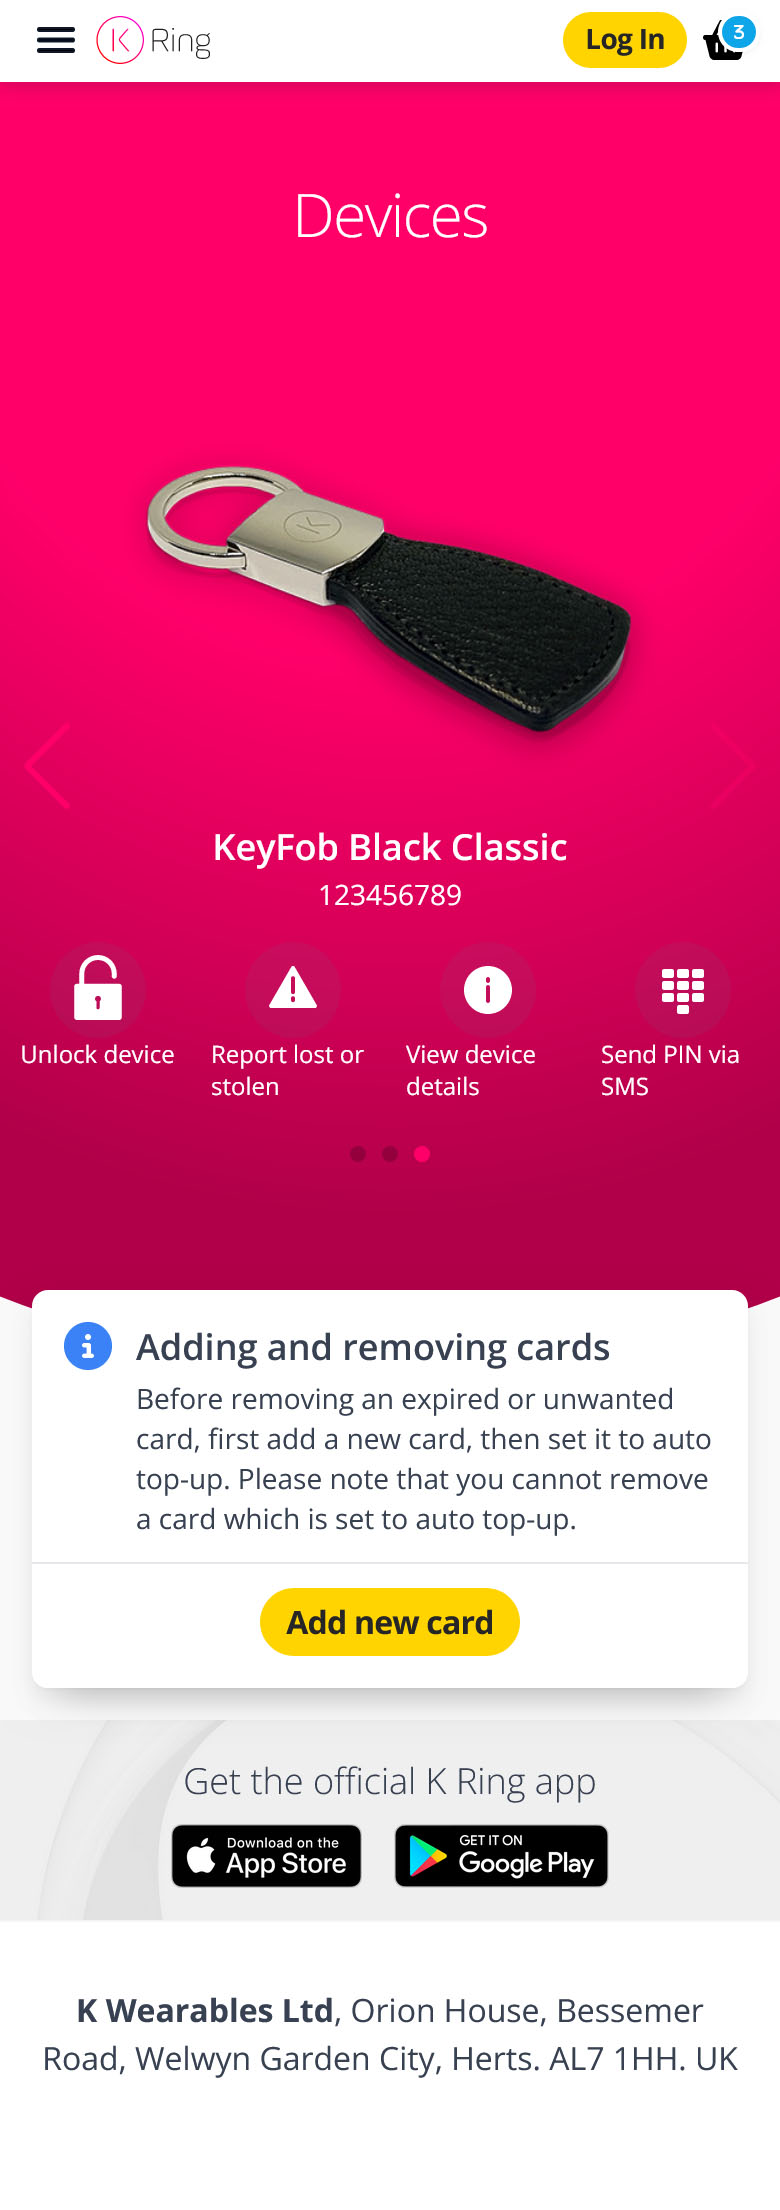 K Ring
Log In
3
Devices
K
KeyFob Black Classic
123456789
Unlock device
Report lost or
stolen
View device
details
Send PIN via
SMS
Adding and removing cards
Before removing an expired or unwanted
card, first add a new card, then set it to auto
top-up. Please note that you cannot remove
a card which is set to auto top-up.
Add new card
Get the official K Ring app
Download on the
App Store
GET IT ON
Google Play
K Wearables Ltd, Orion House, Bessemer
Road, Welwyn Garden City, Herts. AL7 1HH. UK